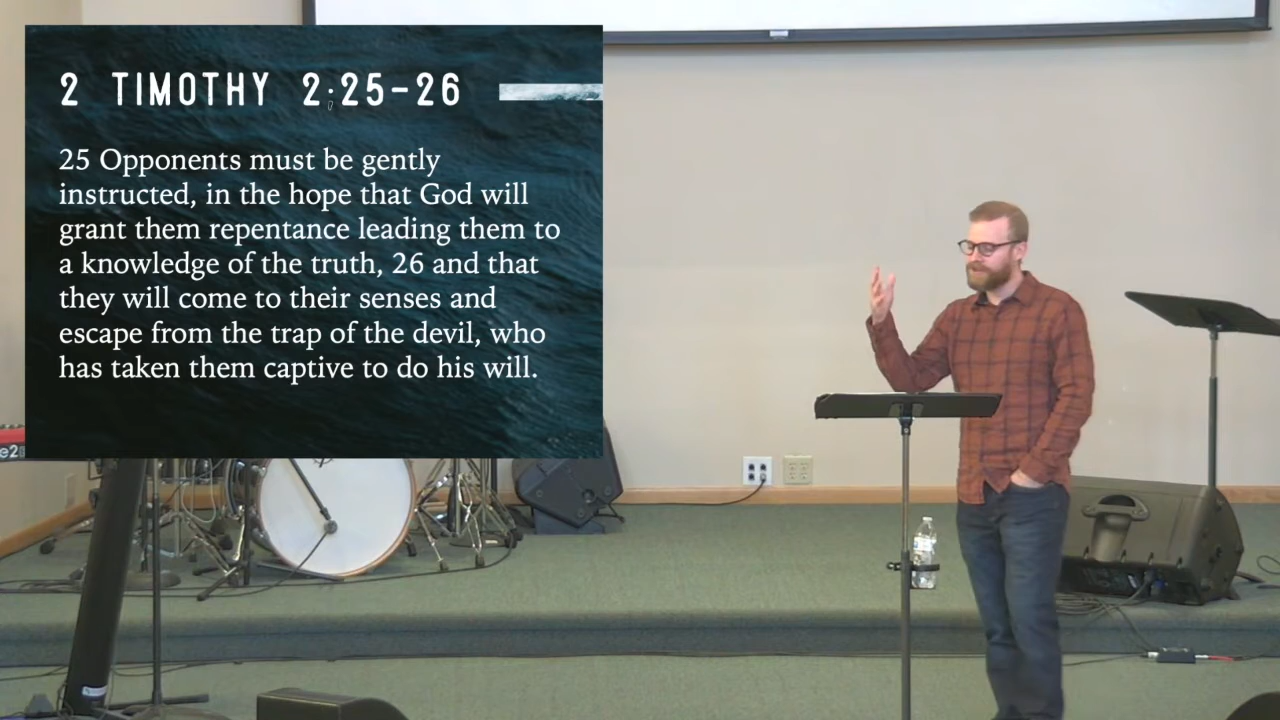 2 TIMOTHY 2:25-26
25 Opponents must be gently
instructed, in the hope that God will
grant them repentance leading them to
a knowledge of the truth, 26 and that
they will come to their senses and
escape from the trap of the devil, who
has taken them captive to do his will.